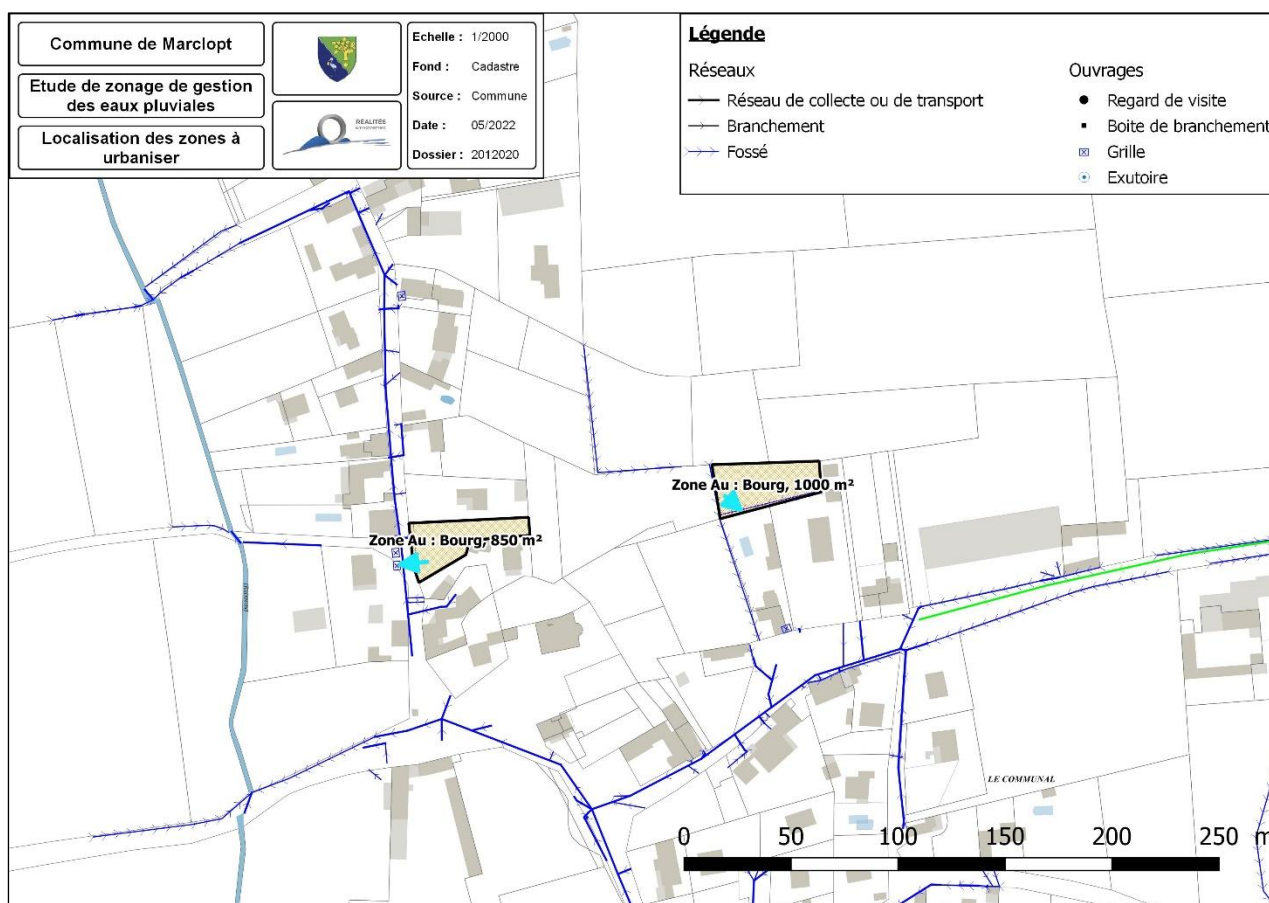 Commune de Marclopt
Etude de zonage de gestion
des eaux pluviales
Localisation des zones à
urbaniser
RÉALITÉS
Echelle : 1/2000
Fond : Cadastre
Source : Commune
Date : 05/2022
Dossier : 2012020
Légende
Réseaux
Réseau de collecte ou de transport
Branchement
Fossé
Ouvrages
Regard de visite
Boite de branchement
Grille
Exutoire
Zone Au : Bourg, 1000 m²
Zone Au : Bourg, 850 m²
LE COMMUNAL
0 50 100 150 200 250 m